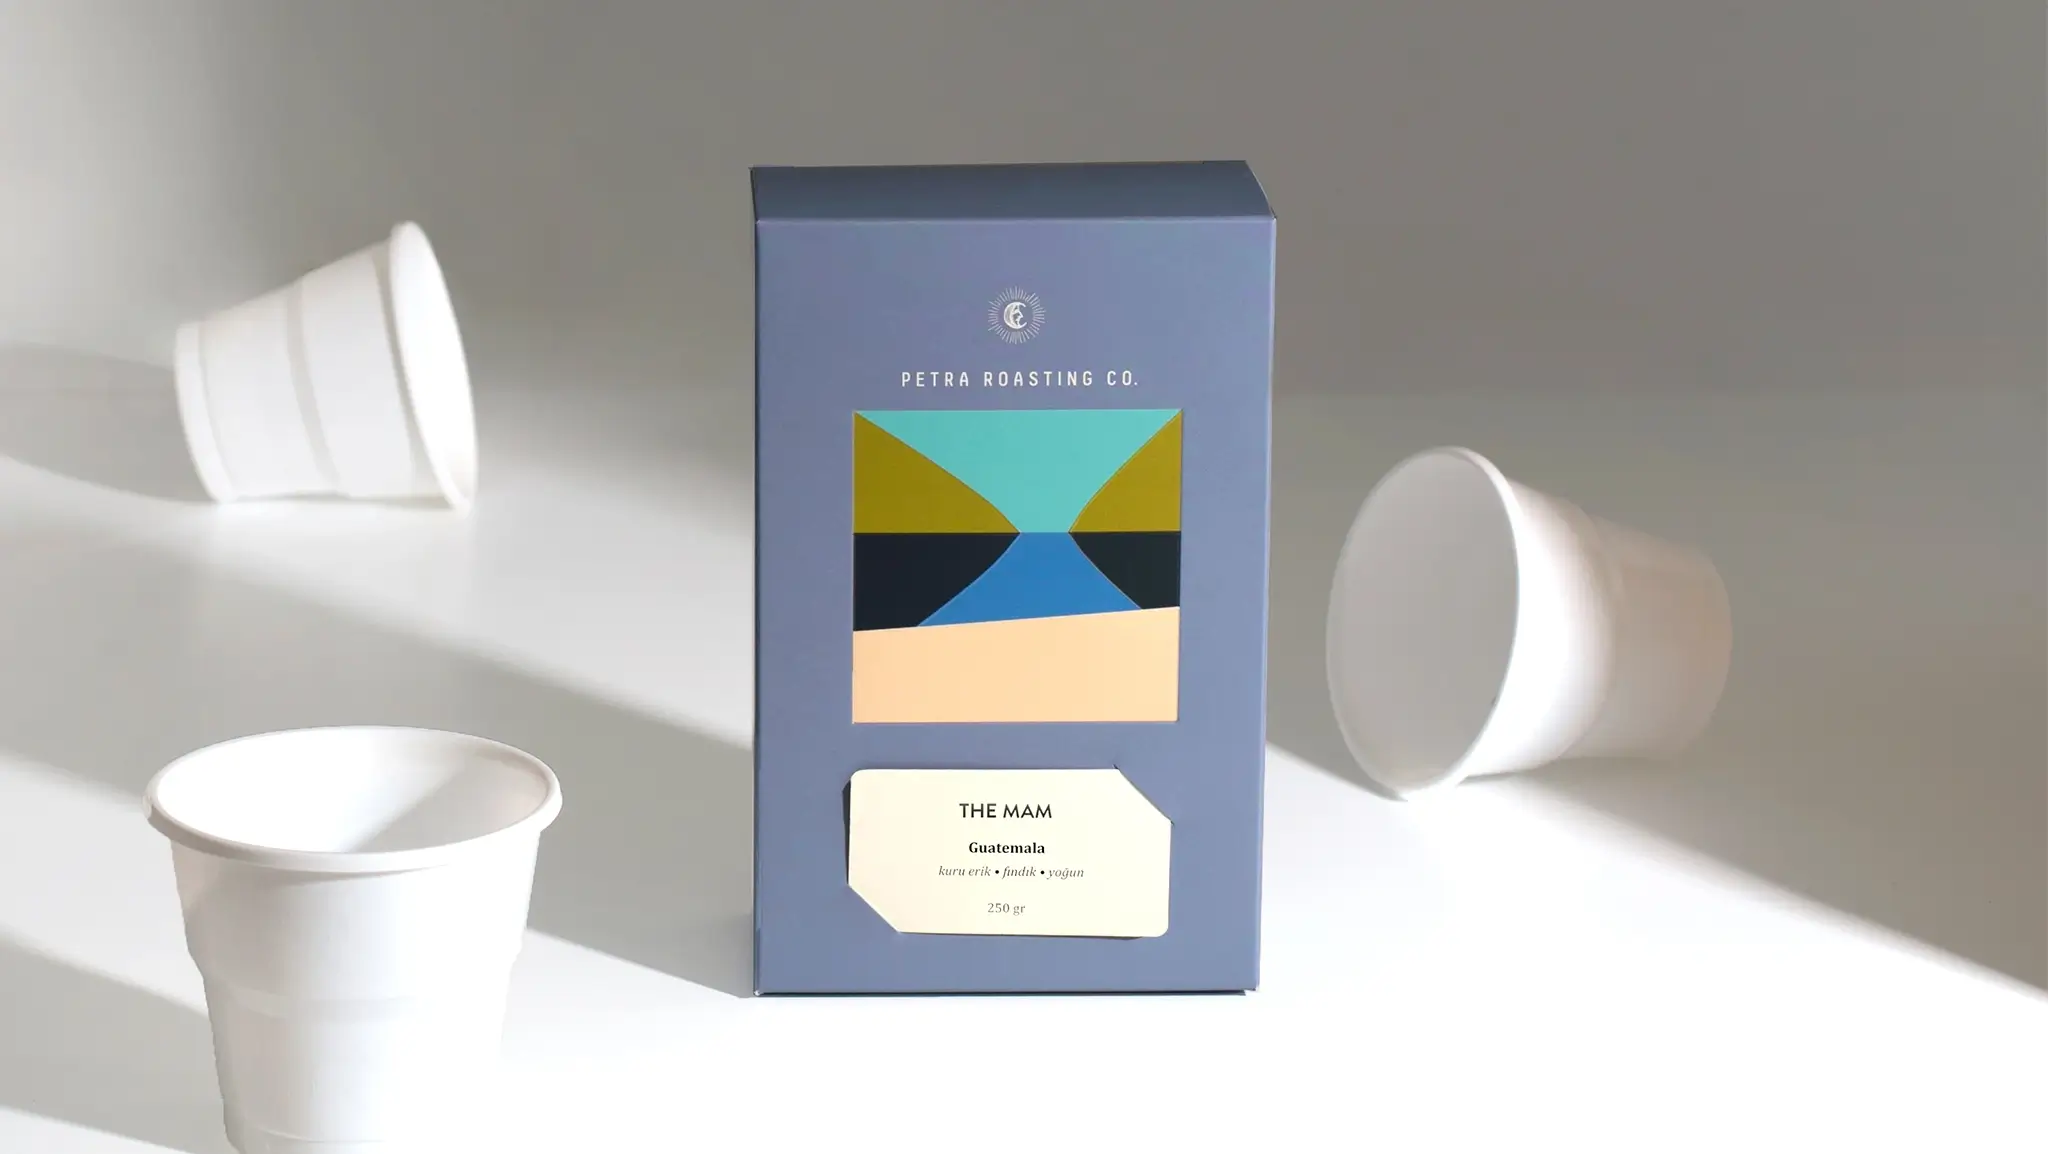 PETRA ROASTING CO.
THE MAM
Guatemala
kuru erik • fındık • yoğun
250 gr